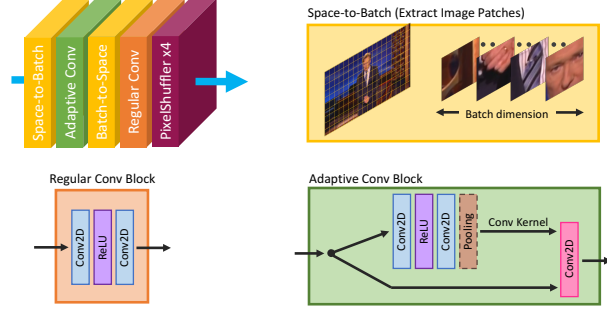 Space-to-Batch
Adaptive Conv
Batch-to-Space
Regular Conv
PixelShuffler x4
Space-to-Batch (Extract Image Patches)
Batch dimension
Regular Conv Block
Conv2D
ReLU
Conv2D
Adaptive Conv Block
Conv2D
ReLU
Conv2D
Pooling
Conv Kernel
Conv2D